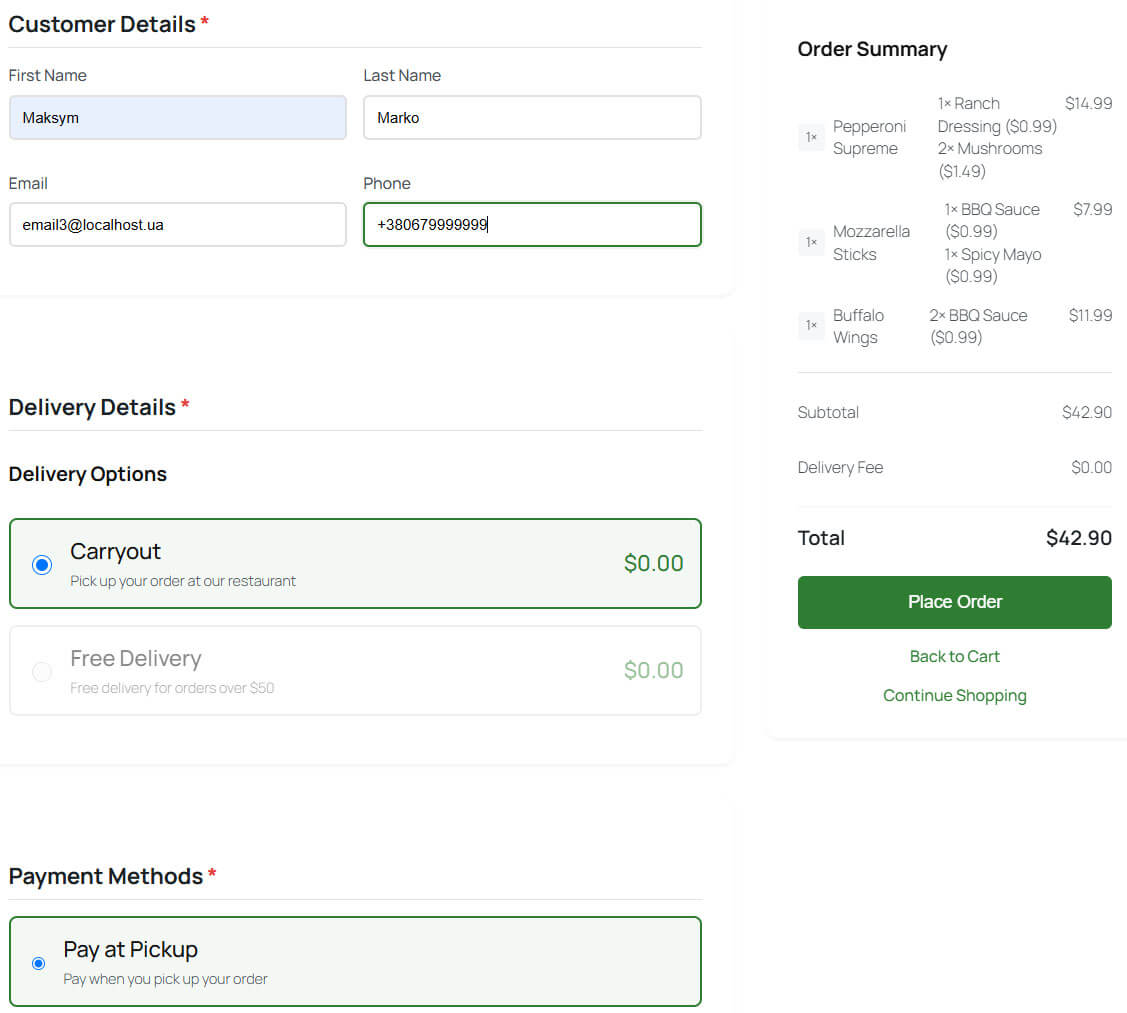 Customer Details *
First Name
Last Name
Maksym
Marko
Email
Phone
email3@localhost.ua
+380679999999
Delivery Details *
Delivery Options
Carryout
Pick up your order at our restaurant
$0.00
Free Delivery
Free delivery for orders over $50
$0.00
Payment Methods *
Pay at Pickup
Pay when you pick up your order
Order Summary
1×
Pepperoni
Supreme
1× Ranch
Dressing ($0.99)
2× Mushrooms
($1.49)
$14.99
1×
Mozzarella
Sticks
1× BBQ Sauce
($0.99)
1× Spicy Mayo
($0.99)
$7.99
1×
Buffalo
Wings
2× BBQ Sauce
($0.99)
$11.99
Subtotal
$42.90
Delivery Fee
$0.00
Total
$42.90
Place Order
Back to Cart
Continue Shopping